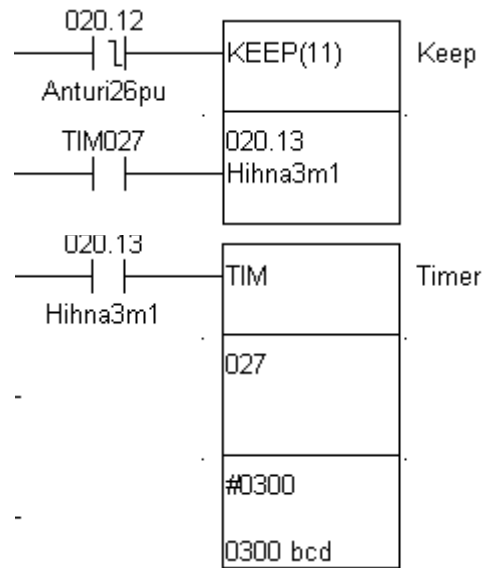 020.12
KEEP(11) Keep
Anturi26pu
TIM027 020.13
Hihna3m1
020.13
TIM Timer
Hihna3m1
027
#0300
0300 bcd